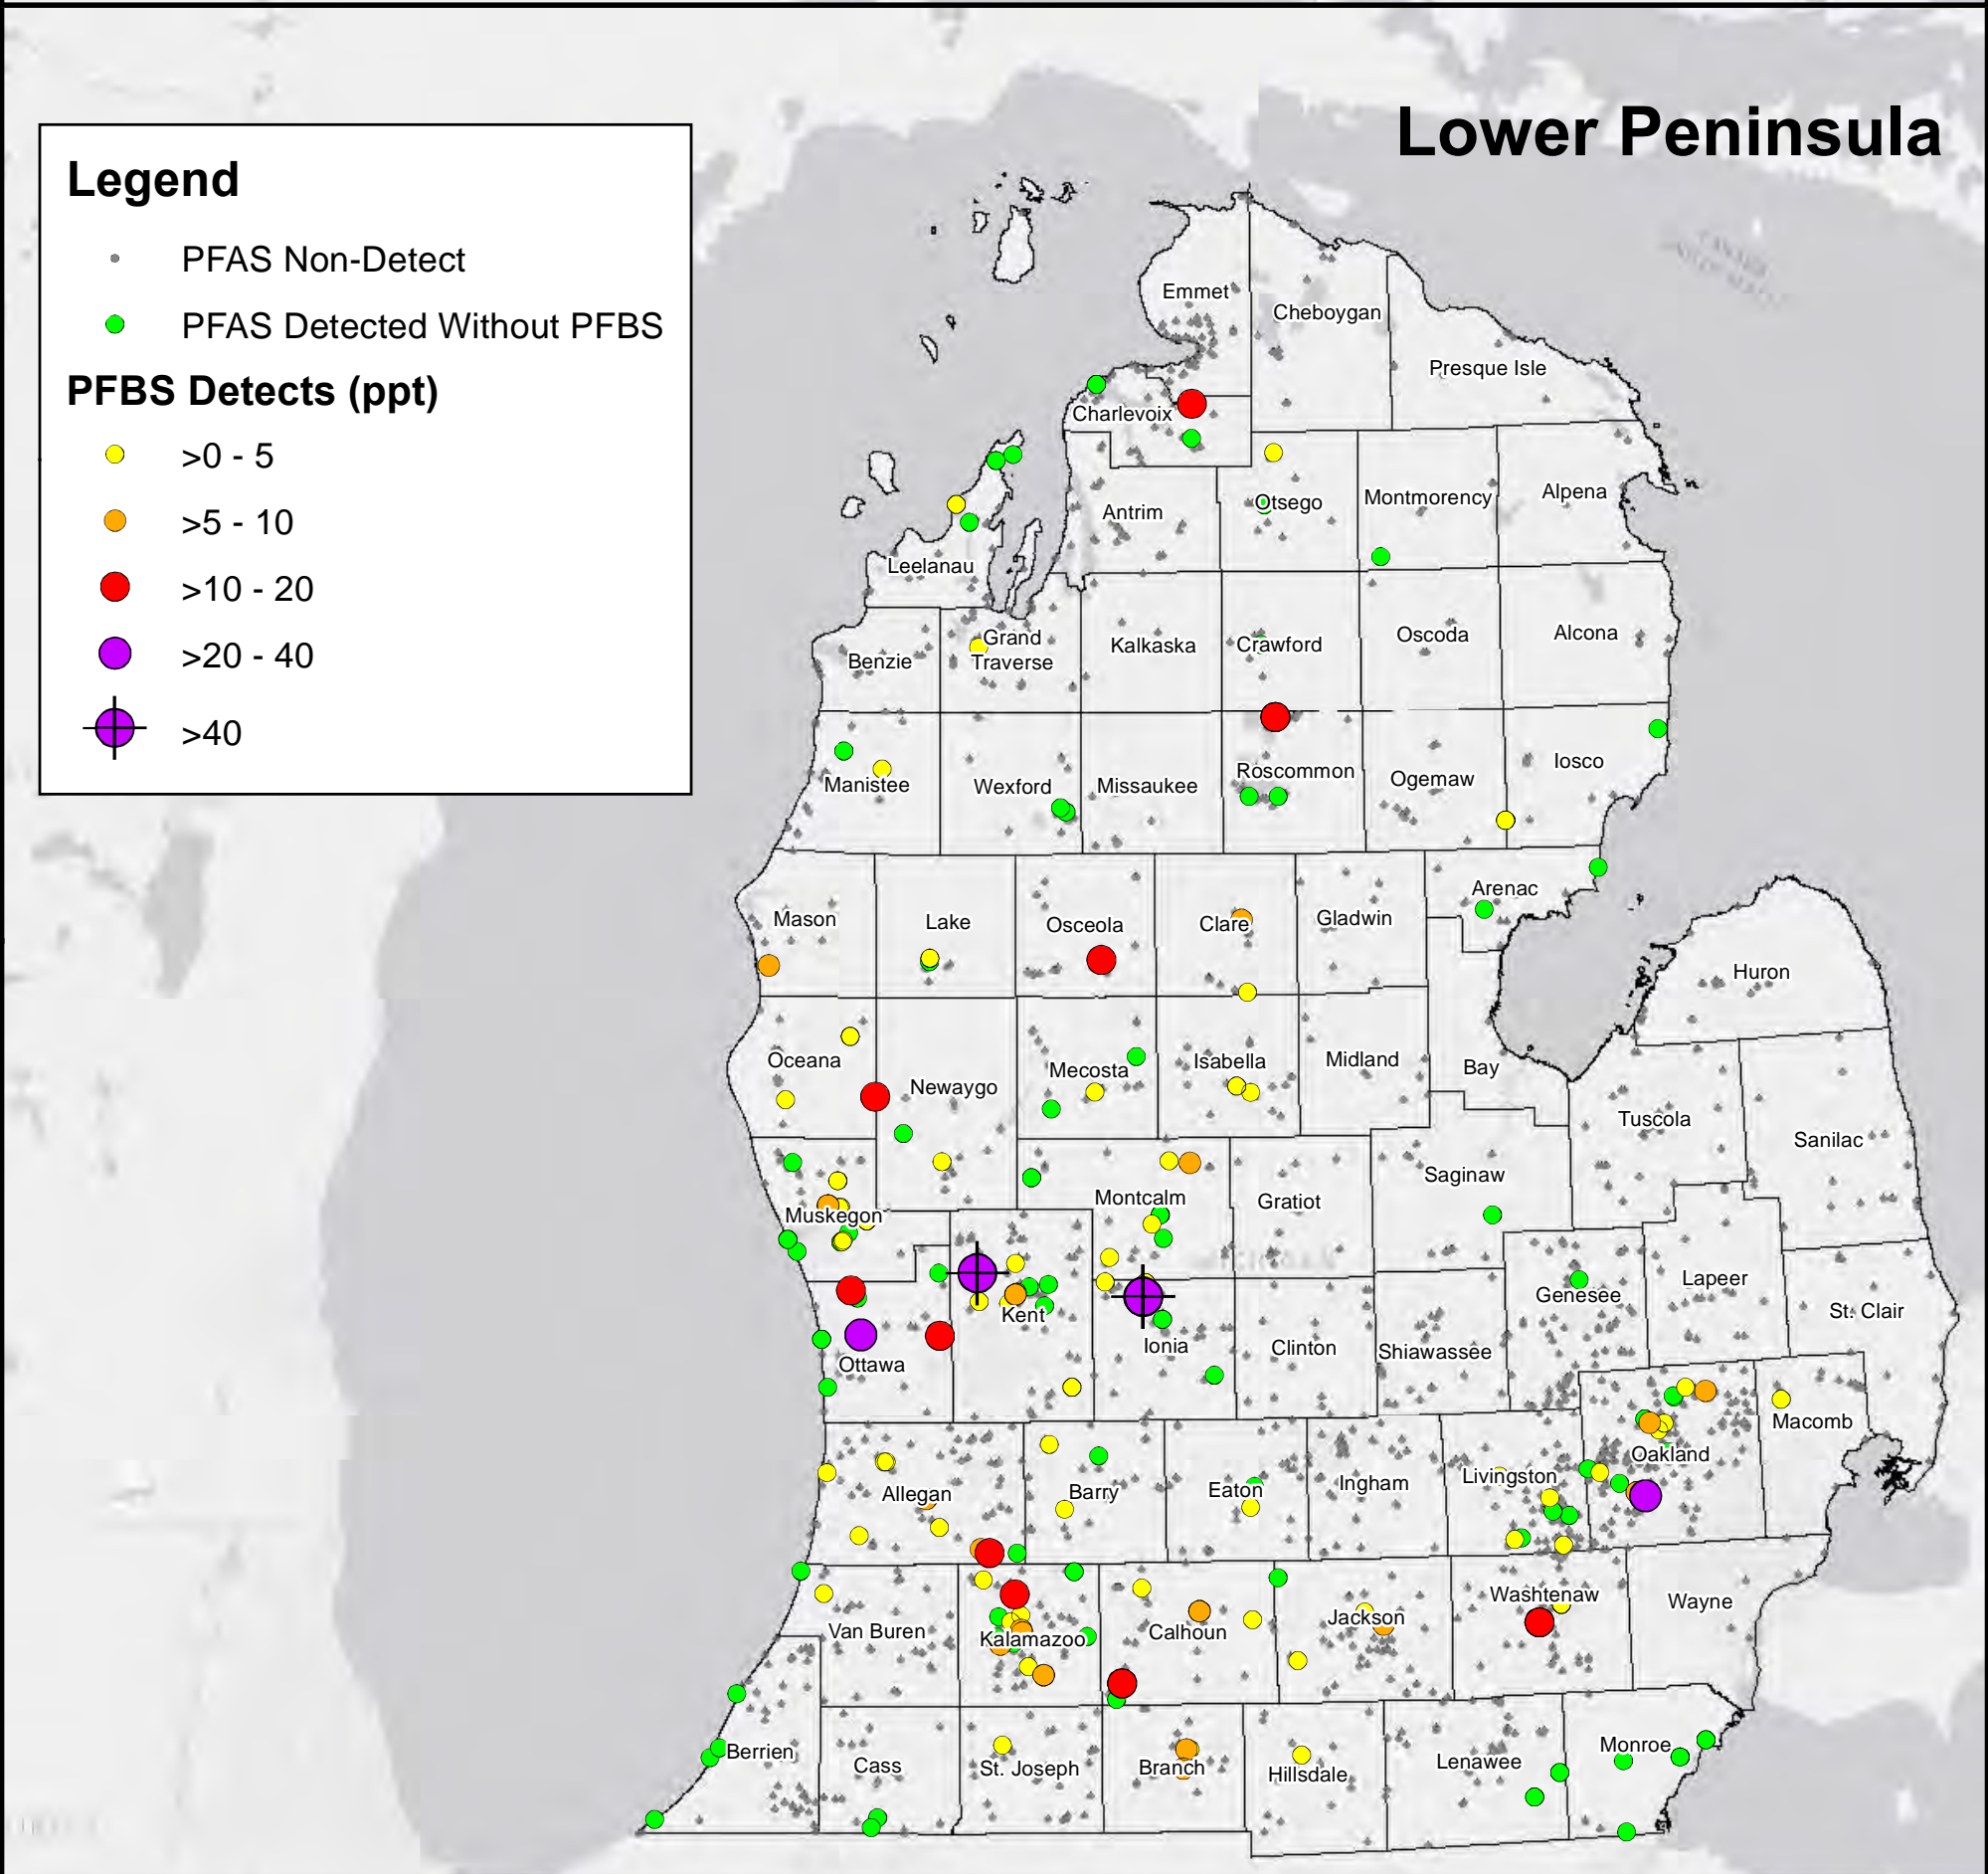 Lower Peninsula
Legend
PFAS Non-Detect
PFAS Detected Without PFBS
PFBS Detects (ppt)
>0 - 5
>5 - 10
>10 - 20
>20 - 40
>40
Emmet
Cheboygan
Presque Isle
Charlevoix
Antrim
Otsego
Montmorency
Alpena
Leelanau
Grand
Traverse
Benzie
Kalkaska
Crawford
Oscoda
Alcona
Manistee
Wexford
Missaukee
Roscommon
Ogemaw
Iosco
Mason
Lake
Osceola
Clare
Gladwin
Arenac
Huron
Oceana
Newaygo
Mecosta
Isabella
Midland
Bay
Tuscola
Sanilac
Muskegon
Montcalm
Gratiot
Saginaw
Genesee
Lapeer
St. Clair
Ottawa
Kent
Ionia
Clinton
Shiawassee
Macomb
Oakland
Allegan
Barry
Eaton
Ingham
Livingston
Van Buren
Kalamazoo
Calhoun
Jackson
Washtenaw
Wayne
Berrien
Cass
St. Joseph
Branch
Hillsdale
Lenawee
Monroe